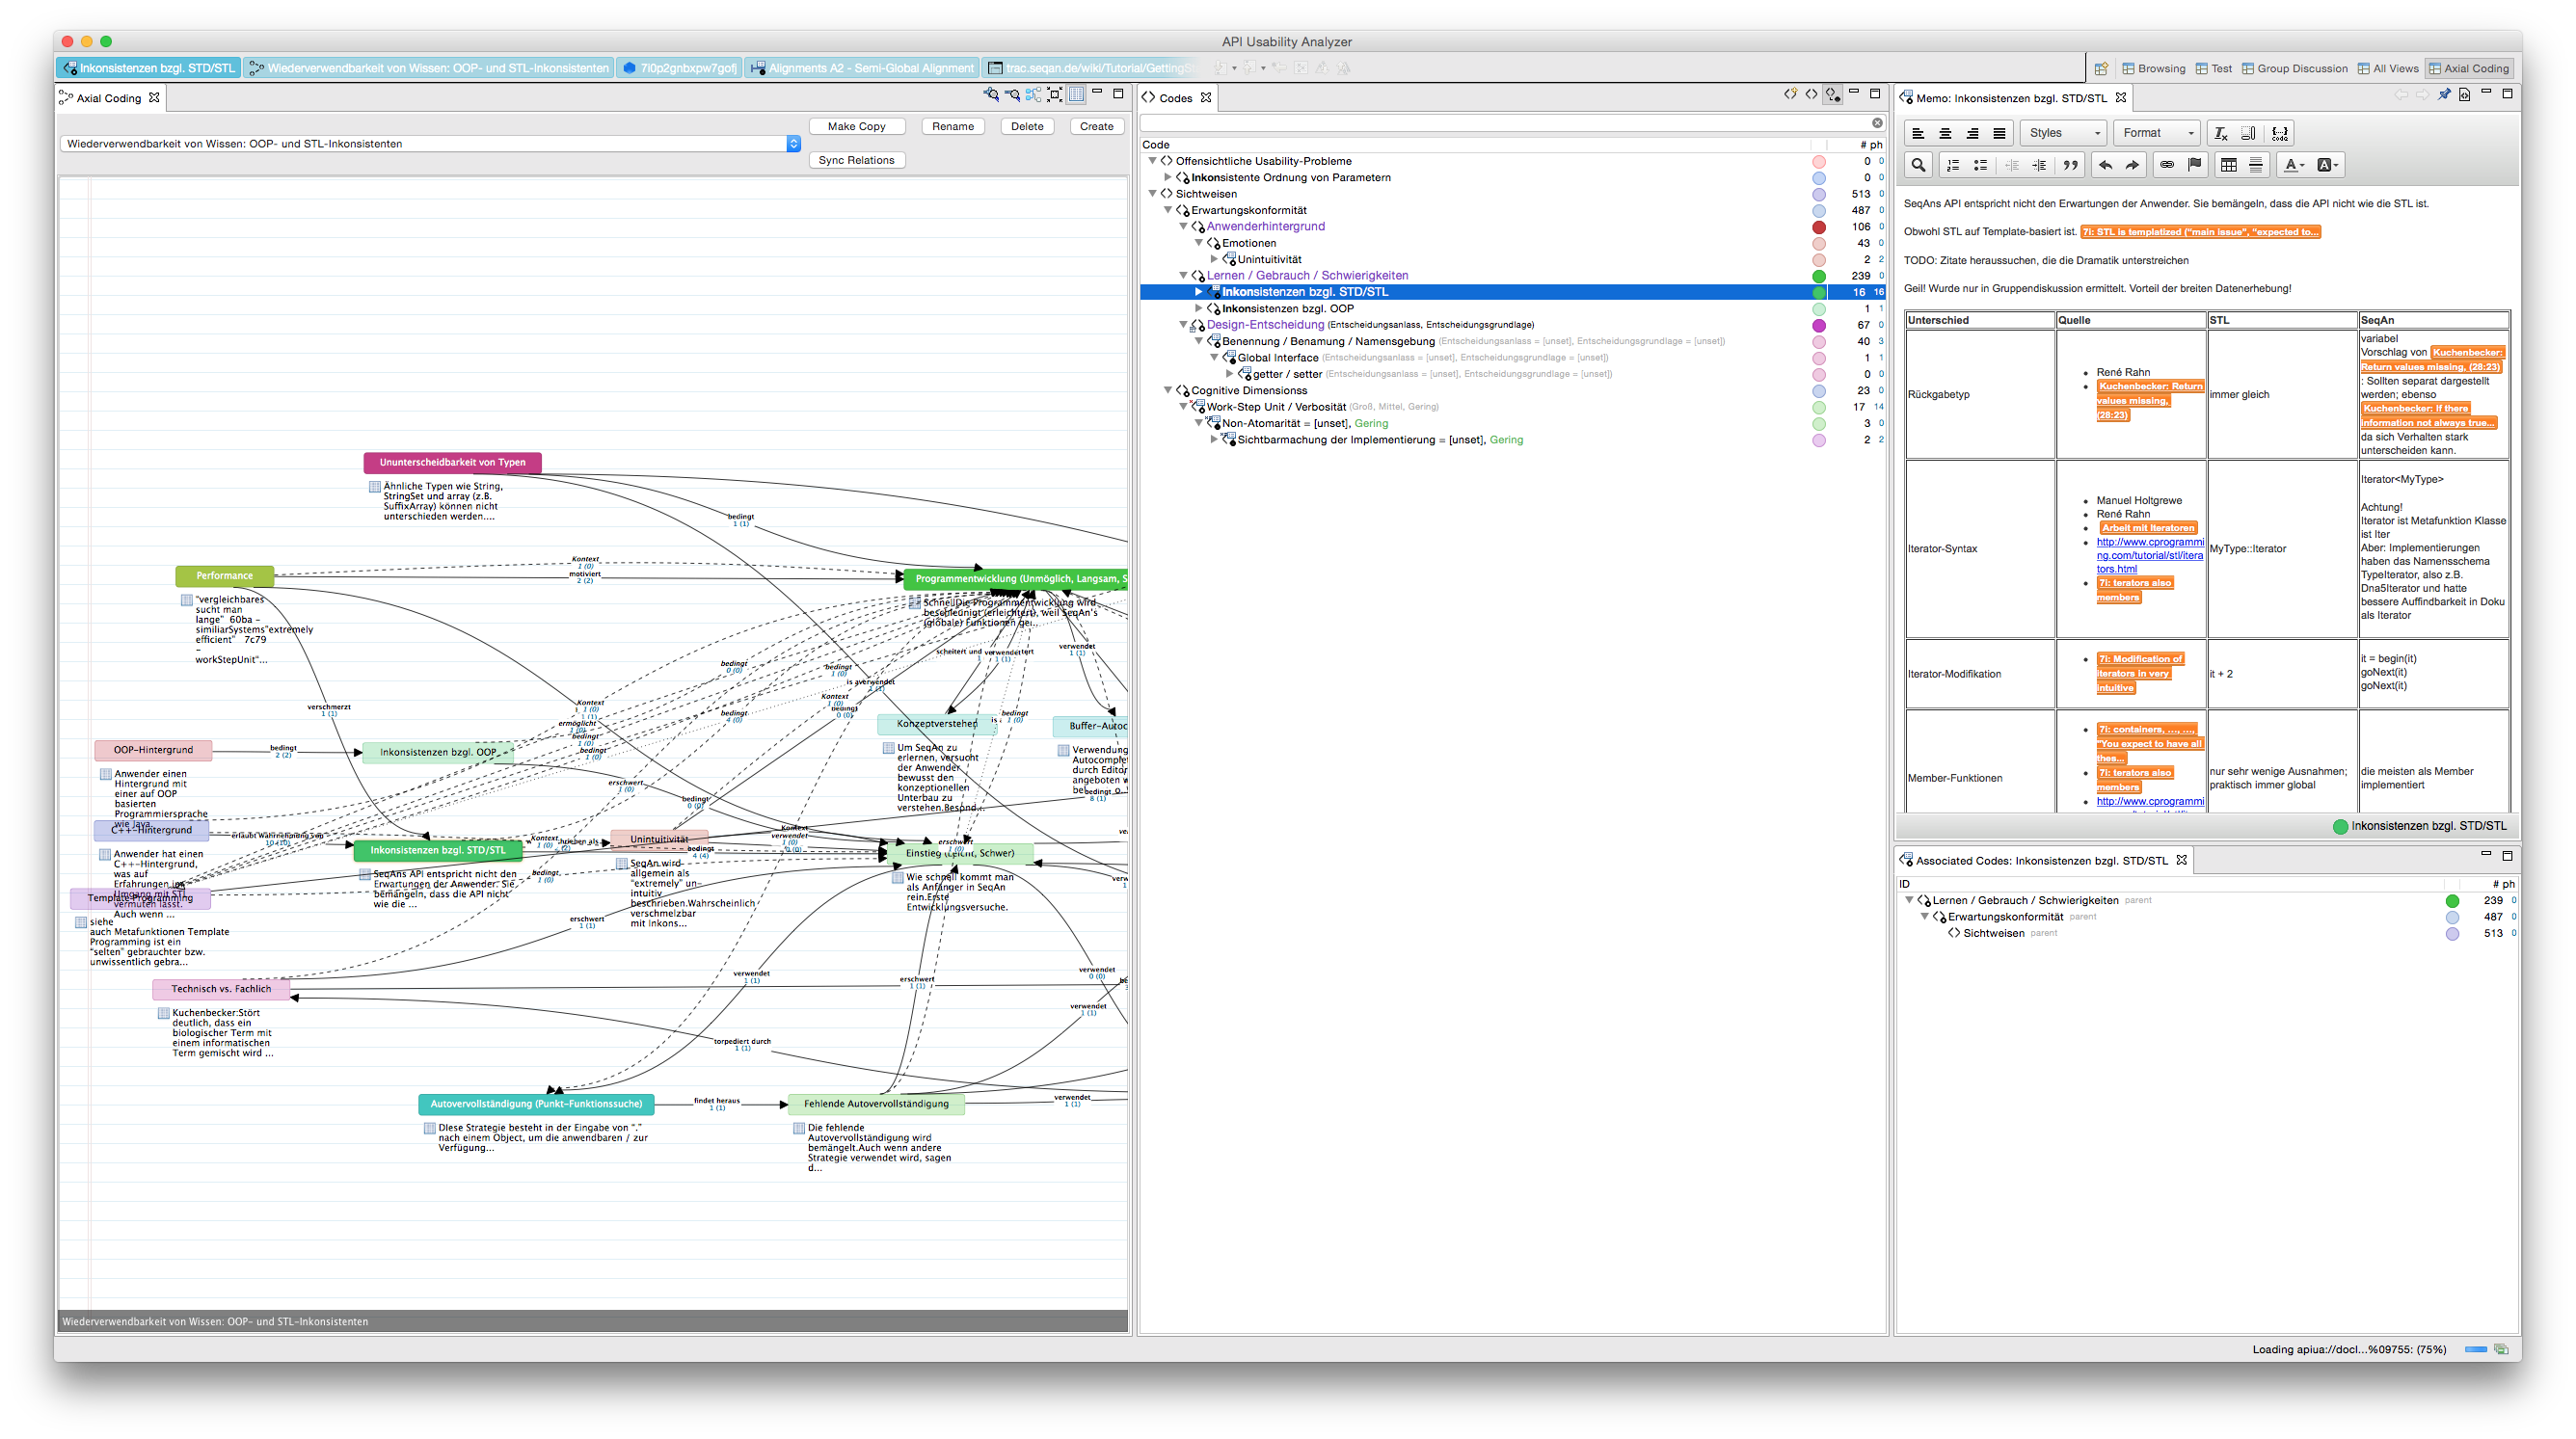 API Usability Analyzer
Inkonsistenzen bzgl. STD/STL
Wiederverwendbarkeit von Wissen: OOP- und STL-Inkonsistenten
7l0p2gnbxpw7gofj
Alignments A2 - Semi-Global Alignment
trac.seqan.de/wiki/Tutorial/GettingSt
Browsing
Test
Group Discussion
All Views
Axial Coding
Axial Coding
Make Copy
Rename
Delete
Create
Wiederverwendbarkeit von Wissen: OOP- und STL-Inkonsistenten
Sync Relations
Ununterscheidbarkeit von Typen
Ähnliche Typen wie String,
StringSet und array (z.B.
SuffixArray) können nicht
unterschieden werden....
bedingt
1 (1)
Performance
"vergleichbares
sucht man
lange" 60ba -
similiarSystems"extremely
efficient" 7c79
-
workStepUnit"...
Kontext
1 (0)
motiviert
2 (2)
Programmentwicklung (Unmöglich, Langsam, S
SchnellDie Programmentwicklung wird
beschleunigt (erleichtert), weil SeqAn's
(globale) Funktionen ge...
verwendet
1 (1)
bedingt
0 (0)
bedingt
1 (0)
verschmerzt
1 (1)
Kontext
1 (0)
ermöglicht
bedingt
1 (0)
bedingt
1 (0)
bedingt
4 (0)
Kontext
1 (0)
bedingt
0 (0)
Konzeptverstehen
bedingt
1 (0)
Um SeqAn zu
erlernen, versucht
der Anwender
bewusst den
konzeptionellen
Unterbau zu
verstehen.Besond...
Buffer-Autoc
Verwendung
Autocomplet
durch Editor
angeboten w
bedingt
8 (1)
OOP-Hintergrund
bedingt
2 (2)
Inkonsistenzen bzgl. OOP
Anwender einen
Hintergrund mit
einer auf OOP
basierten
Programmiersprache
wie Java.
erschwert
1 (0)
bedingt
0 (0)
C++-Hintergrund
10 (10)
Anwender hat einen
C++-Hintergrund,
was auf
Erfahrungen im
Umgang mit STL
vermuten lässt.
Auch wenn ...
Inkonsistenzen bzgl. STD/STL
SeqAns API entspricht nicht den
Erwartungen der Anwender. Sie
bemängeln, dass die API nicht
wie die ...
Kontext
1 (0)
Bedingt
1 (0)
Unintuitivität
SeqAn wird
allgemein als
"extremely" un-
intuitiv
beschrieben.Wahrscheinlich
verschmelzbar
mit Inkons...
bedingt
4 (4)
Kontext
verwendet
1 (0)
erschwert
1 (0)
Einstieg (Leicht, Schwer)
Wie schnell kommt man
als Anfänger in SeqAn
rein.Erste
Entwicklungsversuche.
Template-Programming
siehe
auch Metafunktionen Template
Programming ist ein
"selten" gebrauchter bzw.
unwissentlich gebra...
erschwert
1 (1)
Technisch vs. Fachlich
Kuchenbecker:Stört
deutlich, dass ein
biologischer Term mit
einem informatischen
Term gemischt wird ...
verwendet
1 (1)
erschwert
1 (1)
verwendet
0 (0)
verwendet
1 (1)
torpediert durch
1 (1)
Autovervollständigung (Punkt-Funktionssuche)
DIese Strategie besteht in der Eingabe von "."
nach einem Object, um die anwendbaren / zur
Verfügung...
findet heraus
1 (1)
Fehlende Autovervollständigung
Die fehlende
Autovervollständigung wird
bemängelt.Auch wenn andere
Strategie verwendet wird, sagen
d...
verwendet
1 (1)
Wiederverwendbarkeit von Wissen: OOP- und STL-Inkonsistenten
Codes
Code # ph
Offensichtliche Usability-Probleme 0 0
Inkonsistente Ordnung von Parametern 0 0
Sichtweisen 513 0
Erwartungskonformität 487 0
Anwenderhintergrund 106 0
Emotionen 43 0
Unintuitivität 2 2
Lernen / Gebrauch / Schwierigkeiten 239 0
Inkonsistenzen bzgl. STD/STL 16 16
Inkonsistenzen bzgl. OOP 1 1
Design-Entscheidung (Entscheidungsanlass, Entscheidungsgrundlage) 67 0
Benennung / Benamung / Namensgebung (Entscheidungsanlass = [unset], Entscheidungsgrundlage = [unset]) 40 3
Global Interface (Entscheidungsanlass = [unset], Entscheidungsgrundlage = [unset]) 1 1
getter / setter (Entscheidungsanlass = [unset], Entscheidungsgrundlage = [unset]) 0 0
Cognitive Dimensionss 23 0
Work-Step Unit / Verbosität (Groß, Mittel, Gering) 17 14
Non-Atomarität = [unset], Gering 3 0
Sichtbarmachung der Implementierung = [unset], Gering 2 2
Memo: Inkonsistenzen bzgl. STD/STL
Styles
Format
SeqAns API entspricht nicht den Erwartungen der Anwender. Sie bemängeln, dass die API nicht wie die STL ist.
Obwohl STL auf Template-basiert ist. 7i: STL is templatized ("main issue", "expected to...
TODO: Zitate heraussuchen, die die Dramatik unterstreichen
Geil! Wurde nur in Gruppendiskussion ermittelt. Vorteil der breiten Datenerhebung!
Unterschied Quelle STL SeqAn
Rückgabetyp
René Rahn
Kuchenbecker: Return
values missing,
(28:23)
immer gleich
variabel
Vorschlag von Kuchenbecker:
Return values missing, (28:23)
: Sollten separat dargestellt
werden; ebenso
Kuchenbecker: If there
information not always true...
da sich Verhalten stark
unterscheiden kann.
Iterator-Syntax
Manuel Holtgrewe
René Rahn
Arbeit mit Iteratoren
http://www.cprogrammi
ng.com/tutorial/stl/itera
tors.html
7i: terators also
members
MyType::Iterator
Iterator<MyType>
Achtung!
Iterator ist Metafunktion Klasse
ist Iter
Aber: Implementierungen
haben das Namensschema
TypeIterator, also z.B.
Dna5Iterator und hatte
bessere Auffindbarkeit in Doku
als Iterator
Iterator-Modifikation
7i: Modification of
iterators in very
intuitive
it + 2
it = begin(it)
goNext(it)
goNext(it)
Member-Funktionen
7i: containers, ..., ...,
"You expect to have all
thes...
7i: terators also
members
http://www.cprogrammi
nur sehr wenige Ausnahmen;
praktisch immer global
die meisten als Member
implementiert
Inkonsistenzen bzgl. STD/STL
Associated Codes: Inkonsistenzen bzgl. STD/STL
ID # ph
Lernen / Gebrauch / Schwierigkeiten parent 239 0
Erwartungskonformität parent 487 0
Sichtweisen parent 513 0
Loading apiua://docl...%09755: (75%)